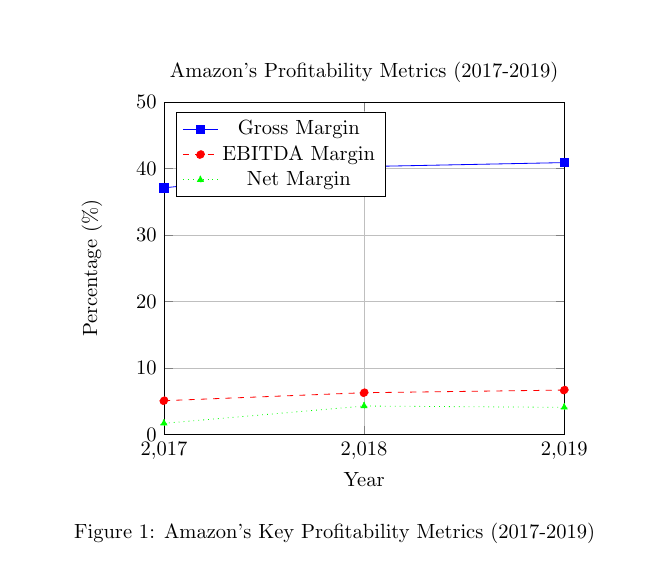 Amazon's Profitability Metrics (2017-2019)
50
40
30
20
10
0
Percentage (%)
Gross Margin
EBITDA Margin
Net Margin
2,017 2,018 2,019
Year
Figure 1: Amazon's Key Profitability Metrics (2017-2019)